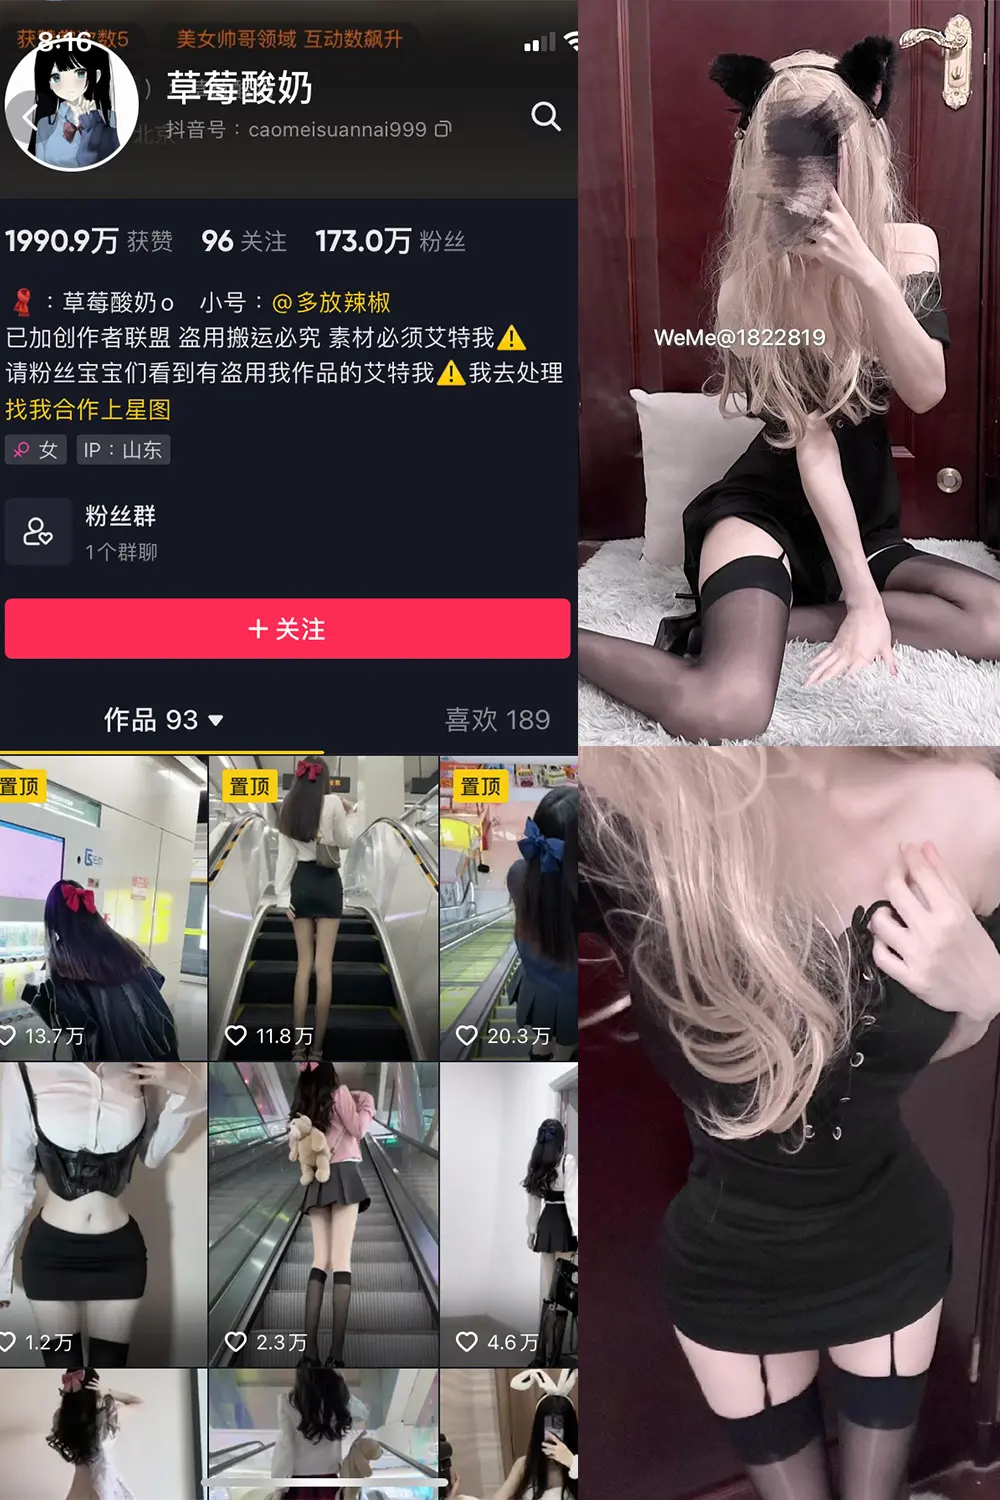 8:16
美女帅哥领域 互动数飙升
草莓酸奶
抖音号：caomeisuannai999
1990.9万 获赞 96 关注 173.0万 粉丝
：草莓酸奶o 小号：@多放辣椒
已加创作者联盟 盗用搬运必究 素材必须艾特我
请粉丝宝宝们看到有盗用我作品的艾特我 我去处理
找我合作上星图
女 IP：山东
粉丝群
1个群聊
+ 关注
作品 93 喜欢 189
置顶 置顶 置顶
13.7万 11.8万 20.3万
1.2万 2.3万 4.6万
WeMe@1822819